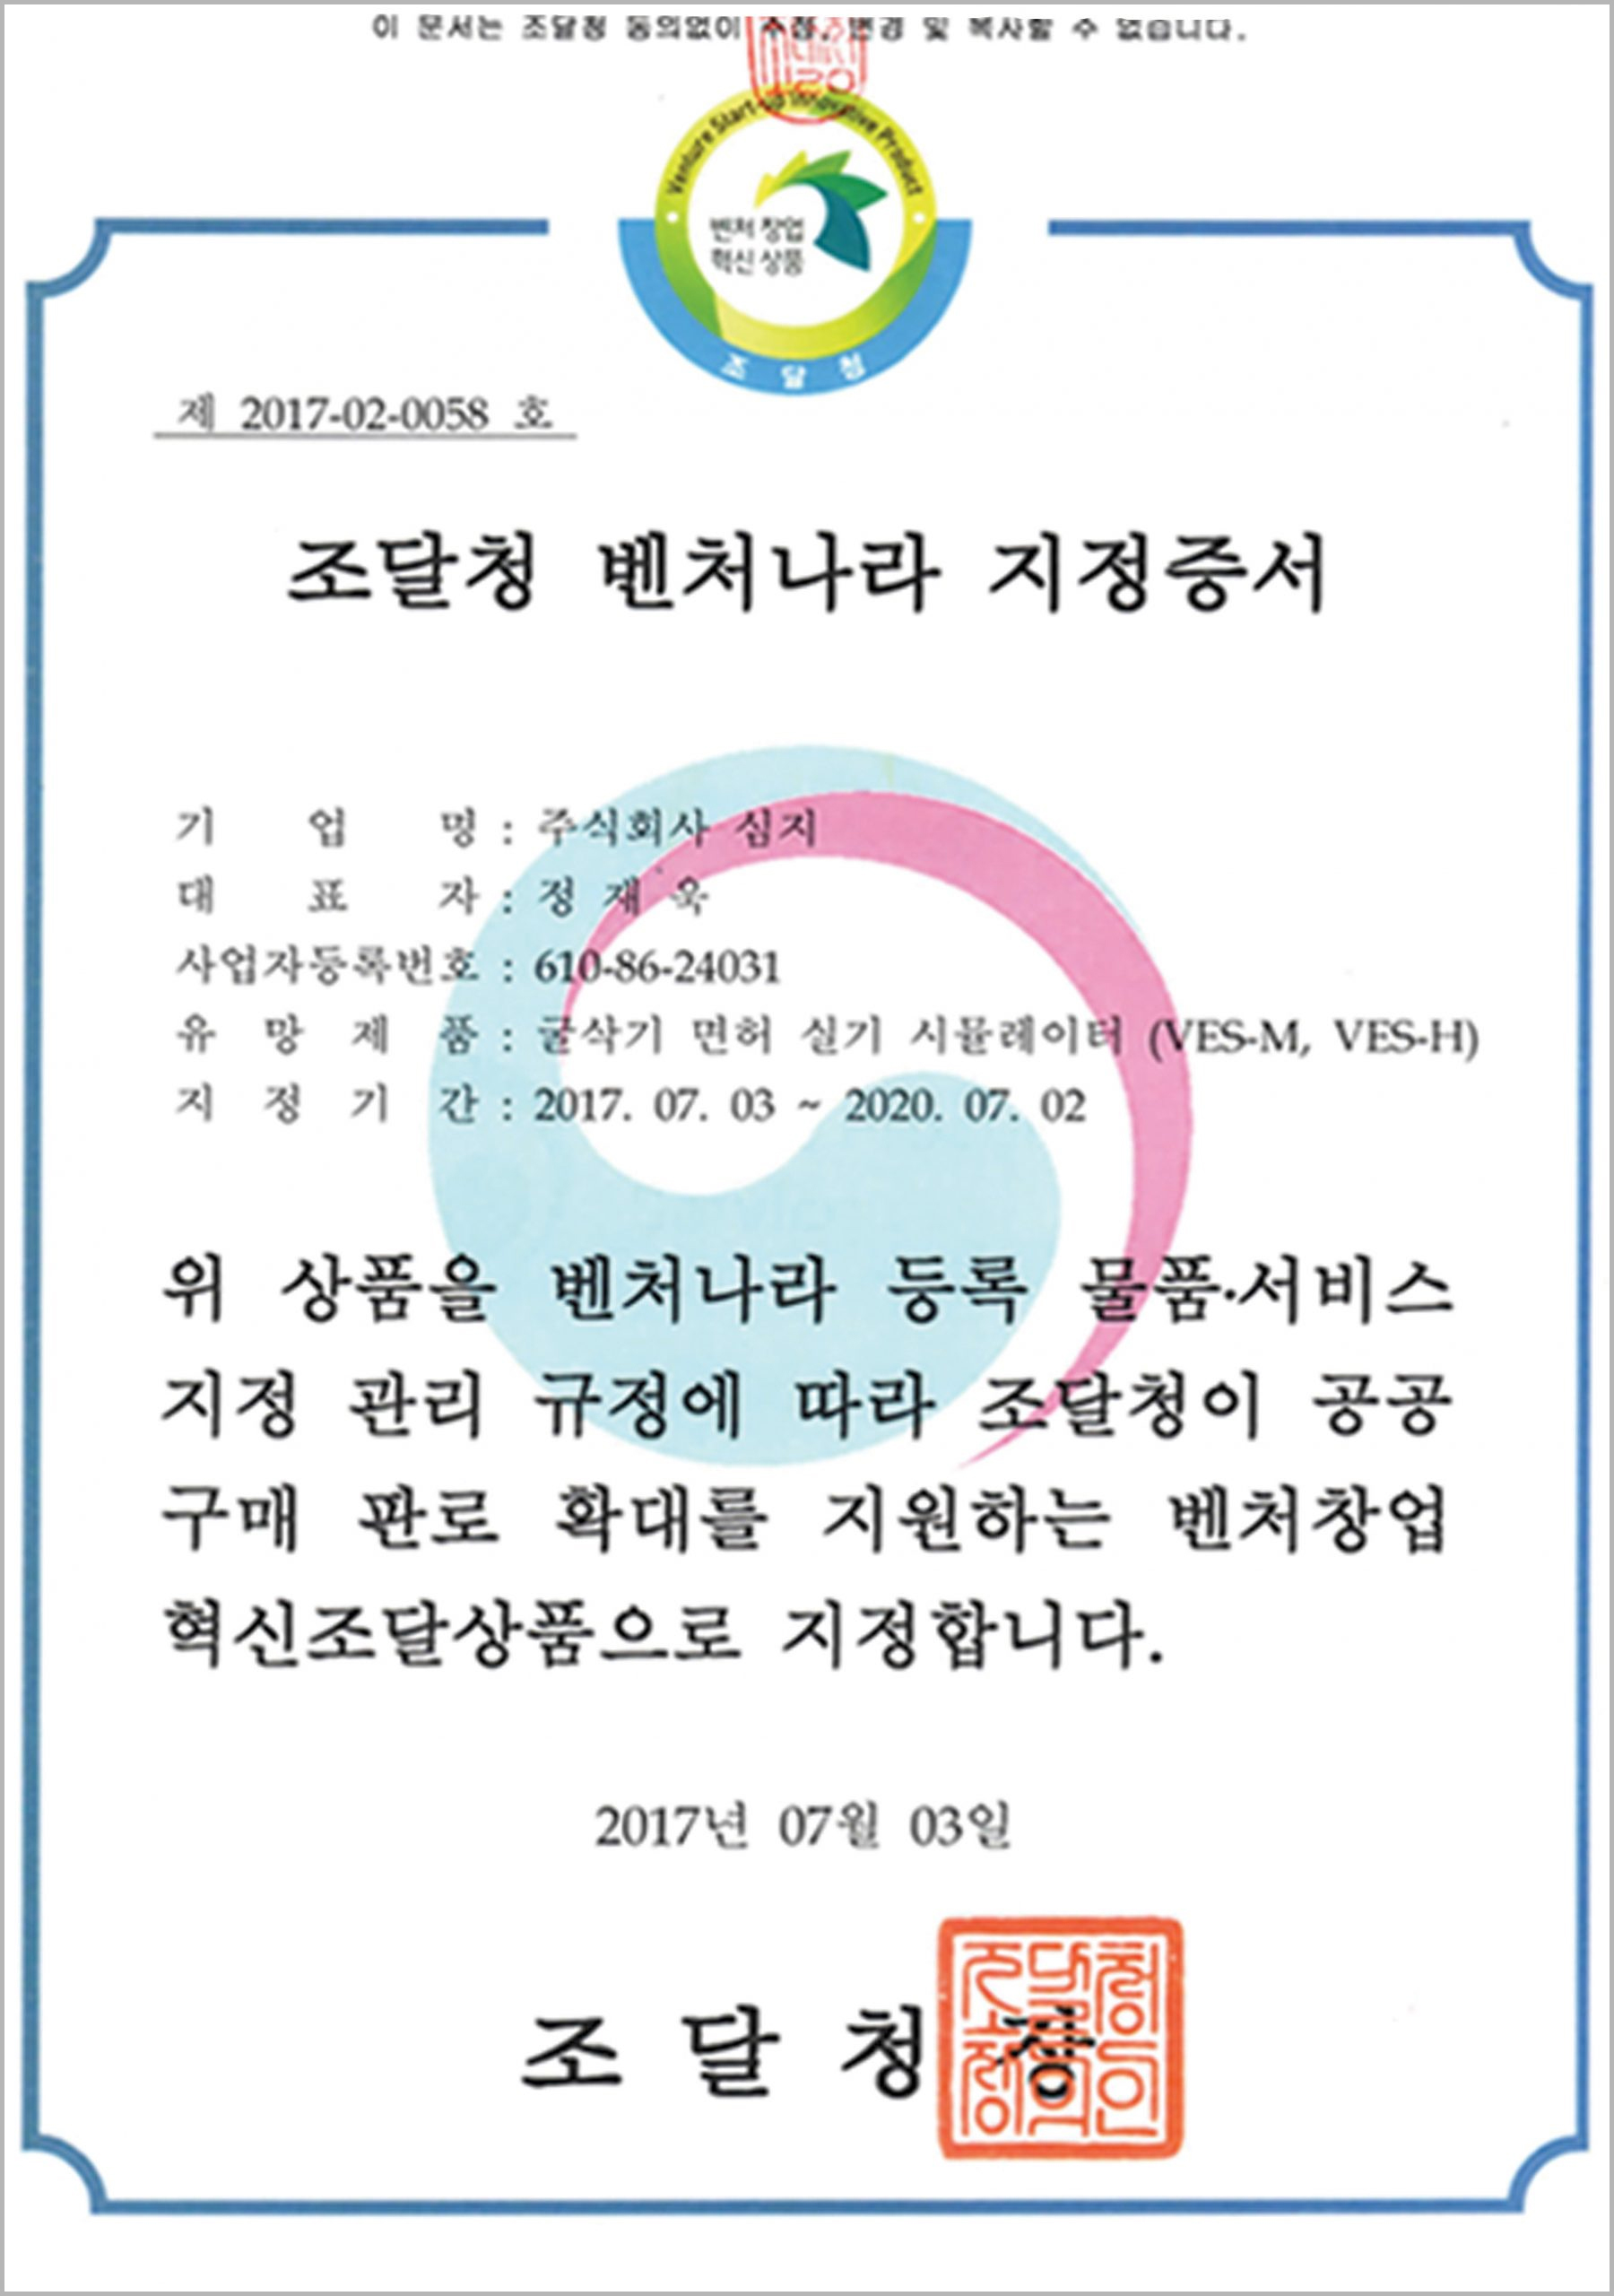 이 문서는 조달청 동의없이 수정, 변경 및 복사할 수 없습니다.
Venture Start-up Innovative Product
벤처 창업
혁신 상품
조 달 청
제 2017-02-0058 호
조달청 벤처나라 지정증서
기 업 명 : 주식회사 심지
대 표 자 : 정 재 욱
사업자등록번호 : 610-86-24031
유 망 제 품 : 굴삭기 면허 실기 시뮬레이터 (VES-M, VES-H)
지 정 기 간 : 2017. 07. 03 ~ 2020. 07. 02
위 상품을 벤처나라 등록 물품·서비스
지정 관리 규정에 따라 조달청이 공공
구매 판로 확대를 지원하는 벤처창업
혁신조달상품으로 지정합니다.
2017년 07월 03일
조 달 청 장